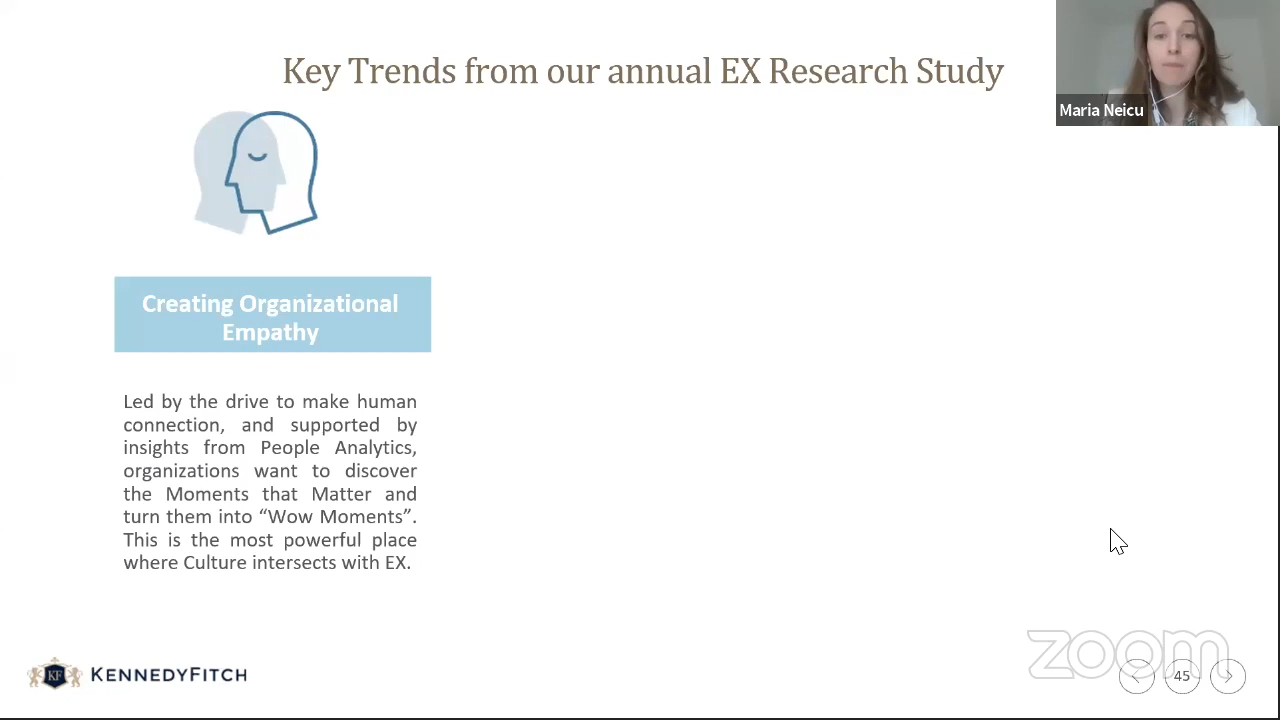 Key Trends from our annual EX Research Study
Maria Neicu
Creating Organizational
Empathy
Led by the drive to make human
connection, and supported by
insights from People Analytics,
organizations want to discover
the Moments that Matter and
turn them into “Wow Moments”.
This is the most powerful place
where Culture intersects with EX.
KF KENNEDYFITCH
zoom
45